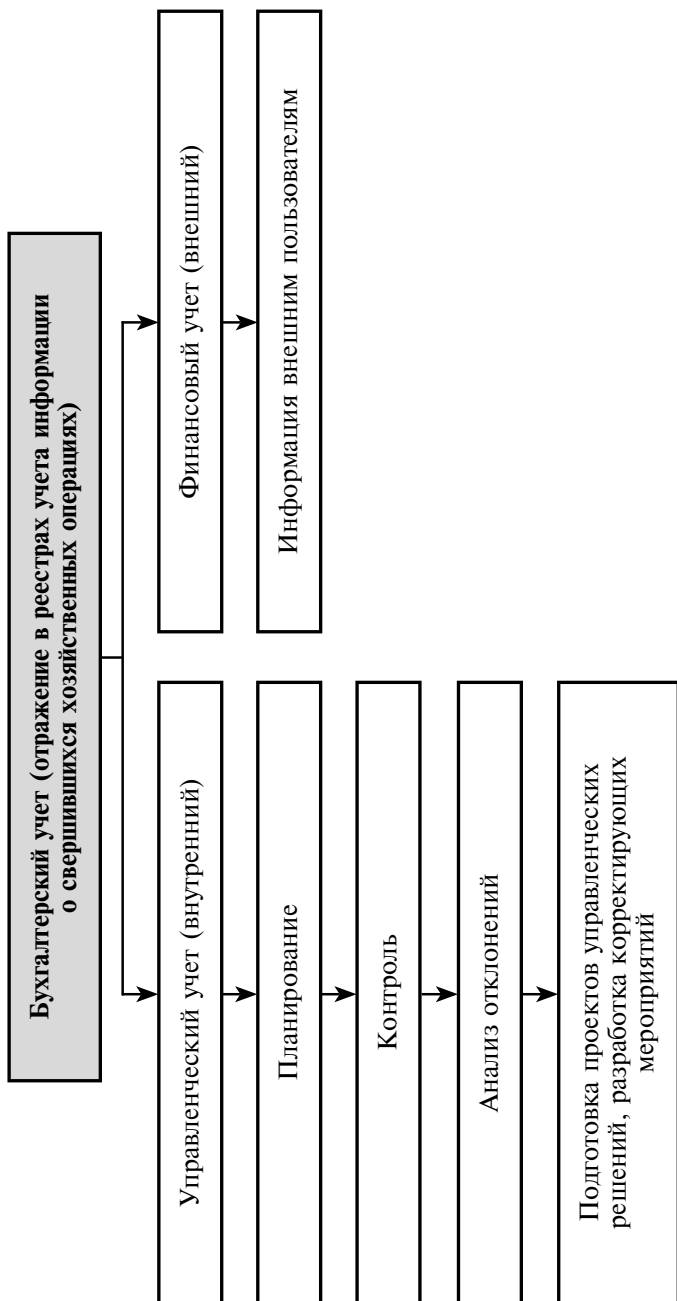 Бухгалтерский учет (отражение в реестрах учета информации
о свершившихся хозяйственных операциях)
Управленческий учет (внутренний)
Планирование
Контроль
Анализ отклонений
Подготовка проектов управленческих
решений, разработка корректирующих
мероприятий
Финансовый учет (внешний)
Информация внешним пользователям